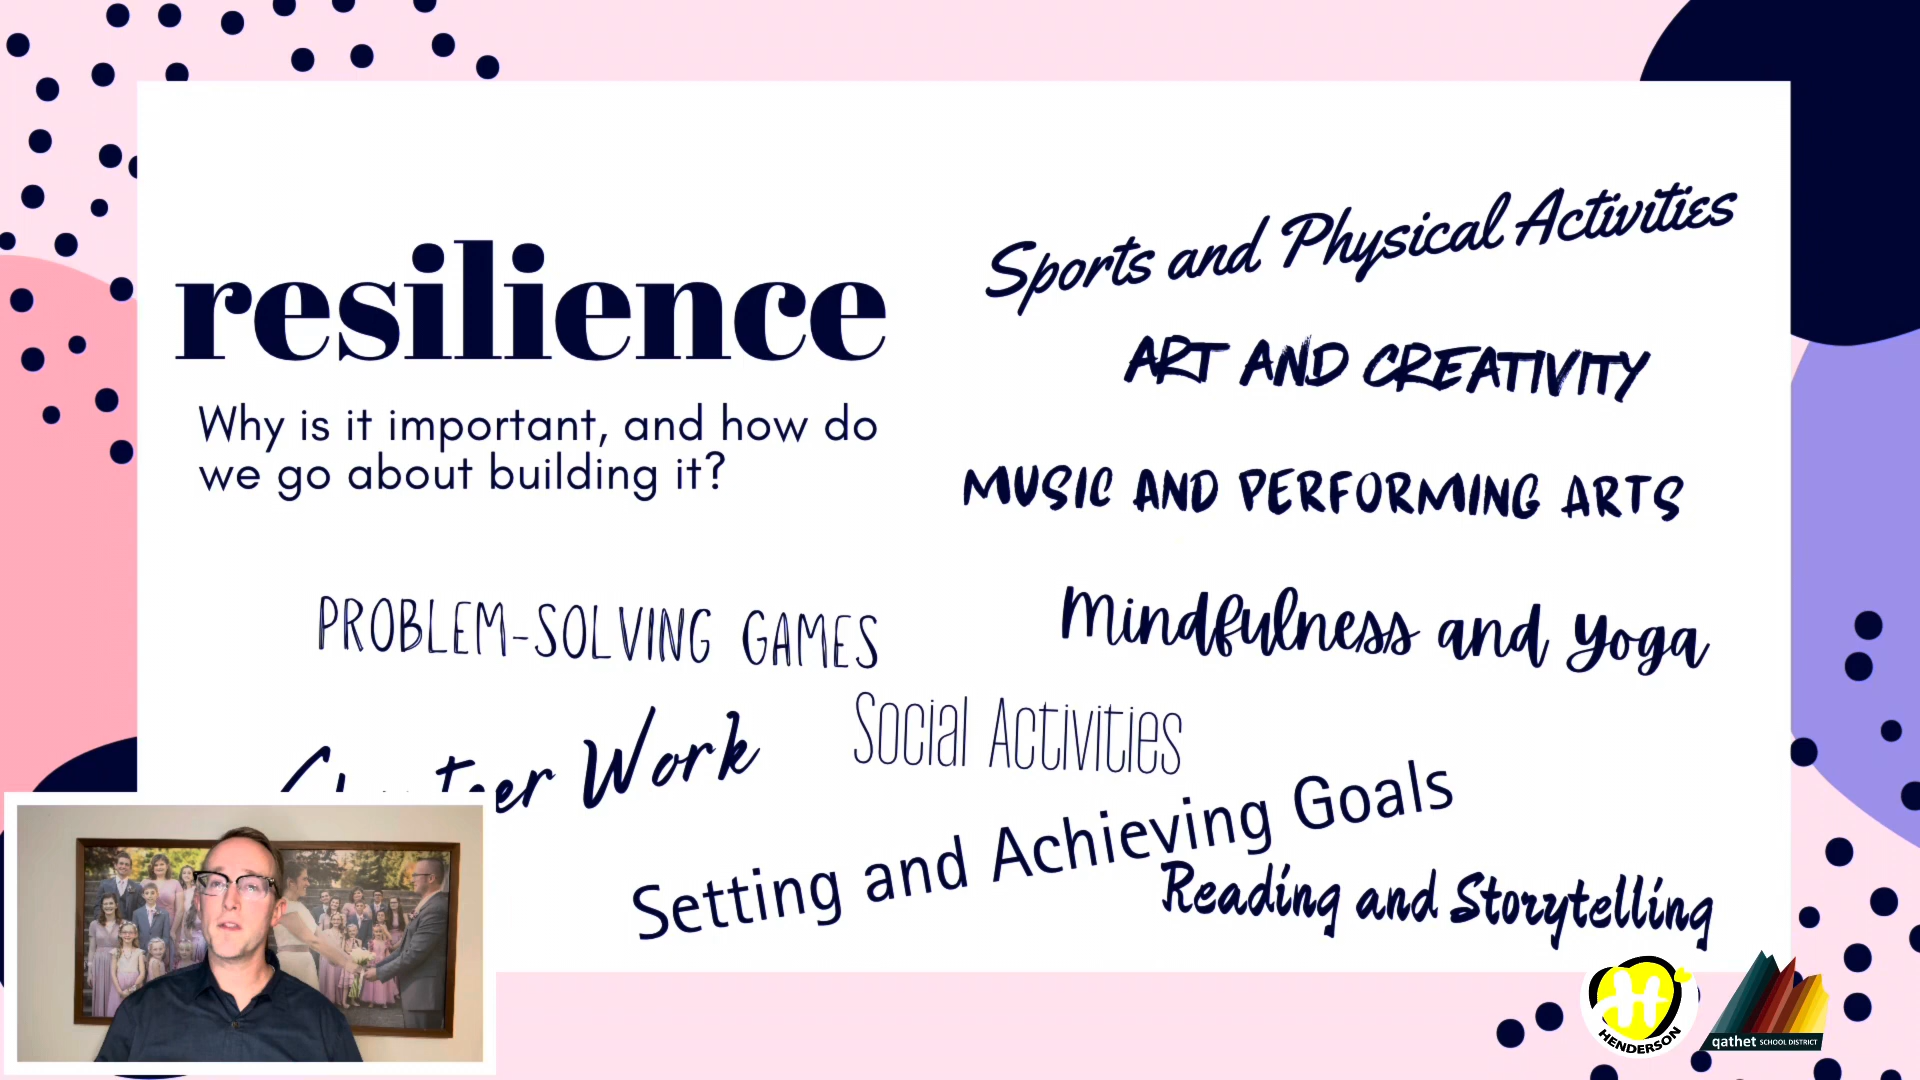 resilience
Why is it important, and how do
we go about building it?
Sports and Physical Activities
ART AND CREATIVITY
MUSIC AND PERFORMING ARTS
Mindfulness and Yoga
PROBLEM-SOLVING GAMES
Social Activities
Work
Setting and Achieving Goals
Reading and Storytelling
H
HENDERSON
qathet SCHOOL DISTRICT